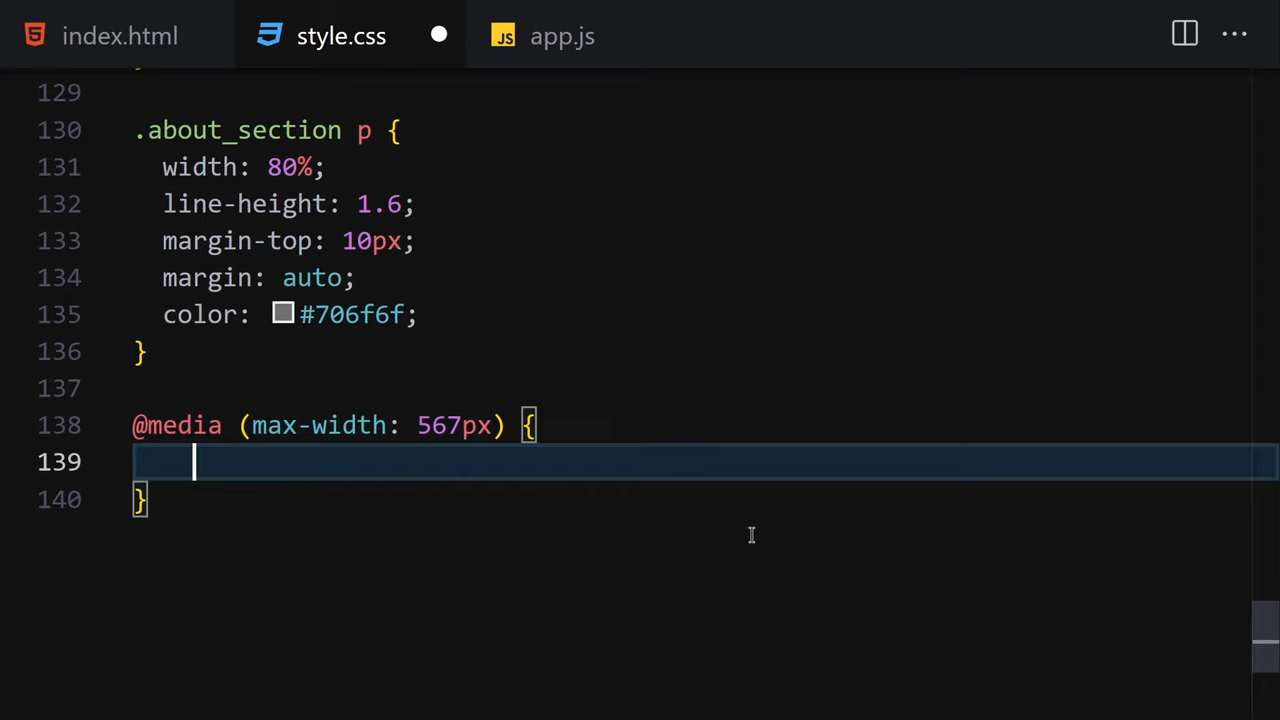 index.html style.css JS app.js
129
130 .about_section p {
131 width: 80%;
132 line-height: 1.6;
133 margin-top: 10px;
134 margin: auto;
135 color: #706f6f;
136 }
137
138 @media (max-width: 567px) {
139
140 }